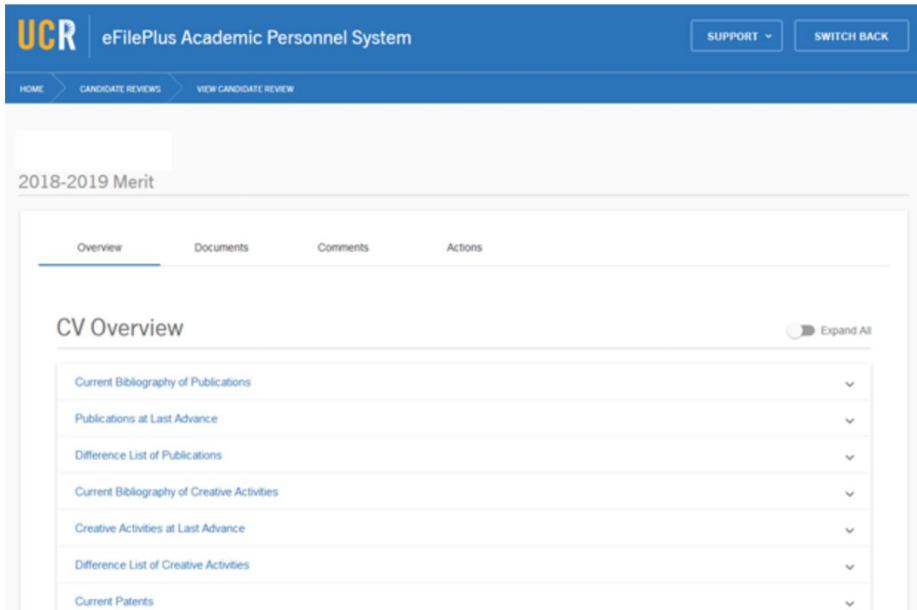 UCR eFilePlus Academic Personnel System SUPPORT SWITCH BACK
HOME CANDIDATE REVIEWS VIEW CANDIDATE REVIEW
2018-2019 Merit
Overview Documents Comments Actions
CV Overview Expand All
Current Bibliography of Publications
Publications at Last Advance
Difference List of Publications
Current Bibliography of Creative Activities
Creative Activities at Last Advance
Difference List of Creative Activities
Current Patents